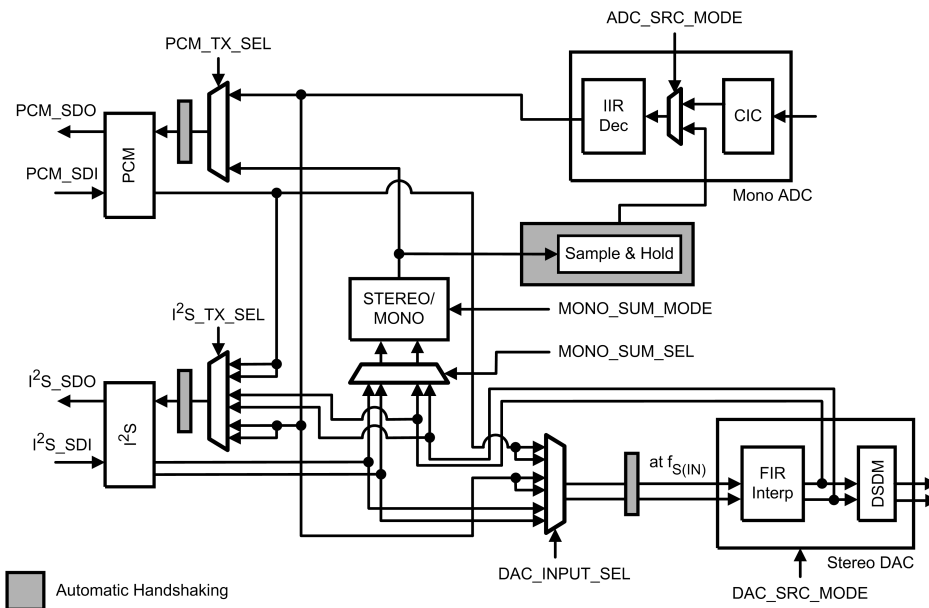 ADC_SRC_MODE
PCM_TX_SEL
PCM_SDO
PCM_SDI
PCM
IIR
Dec
CIC
Mono ADC
Sample & Hold
STEREO/
MONO
MONO_SUM_MODE
MONO_SUM_SEL
I²S_TX_SEL
I²S_SDO
I²S_SDI
I²S
at fS(IN)
FIR
Interp
DSDM
Stereo DAC
DAC_INPUT_SEL
DAC_SRC_MODE
Automatic Handshaking